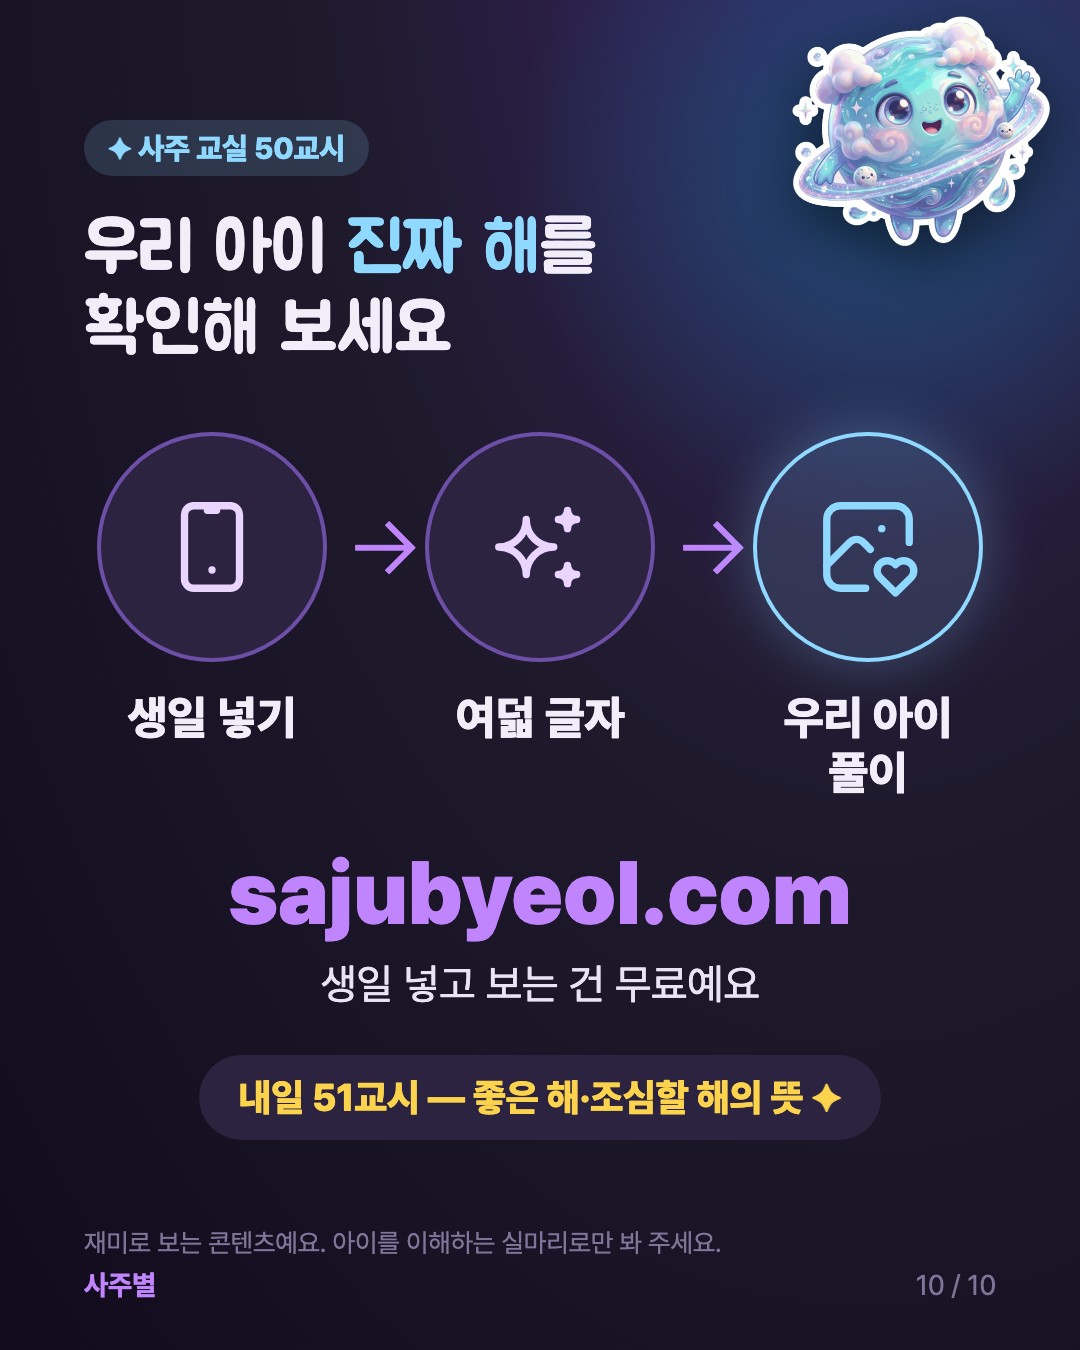 ✦ 사주 교실 50교시
우리 아이 진짜 해를
확인해 보세요
생일 넣기
여덟 글자
우리 아이
풀이
sajubyeol.com
생일 넣고 보는 건 무료예요
내일 51교시 — 좋은 해·조심할 해의 뜻 ✦
재미로 보는 콘텐츠예요. 아이를 이해하는 실마리로만 봐 주세요.
사주별
10 / 10